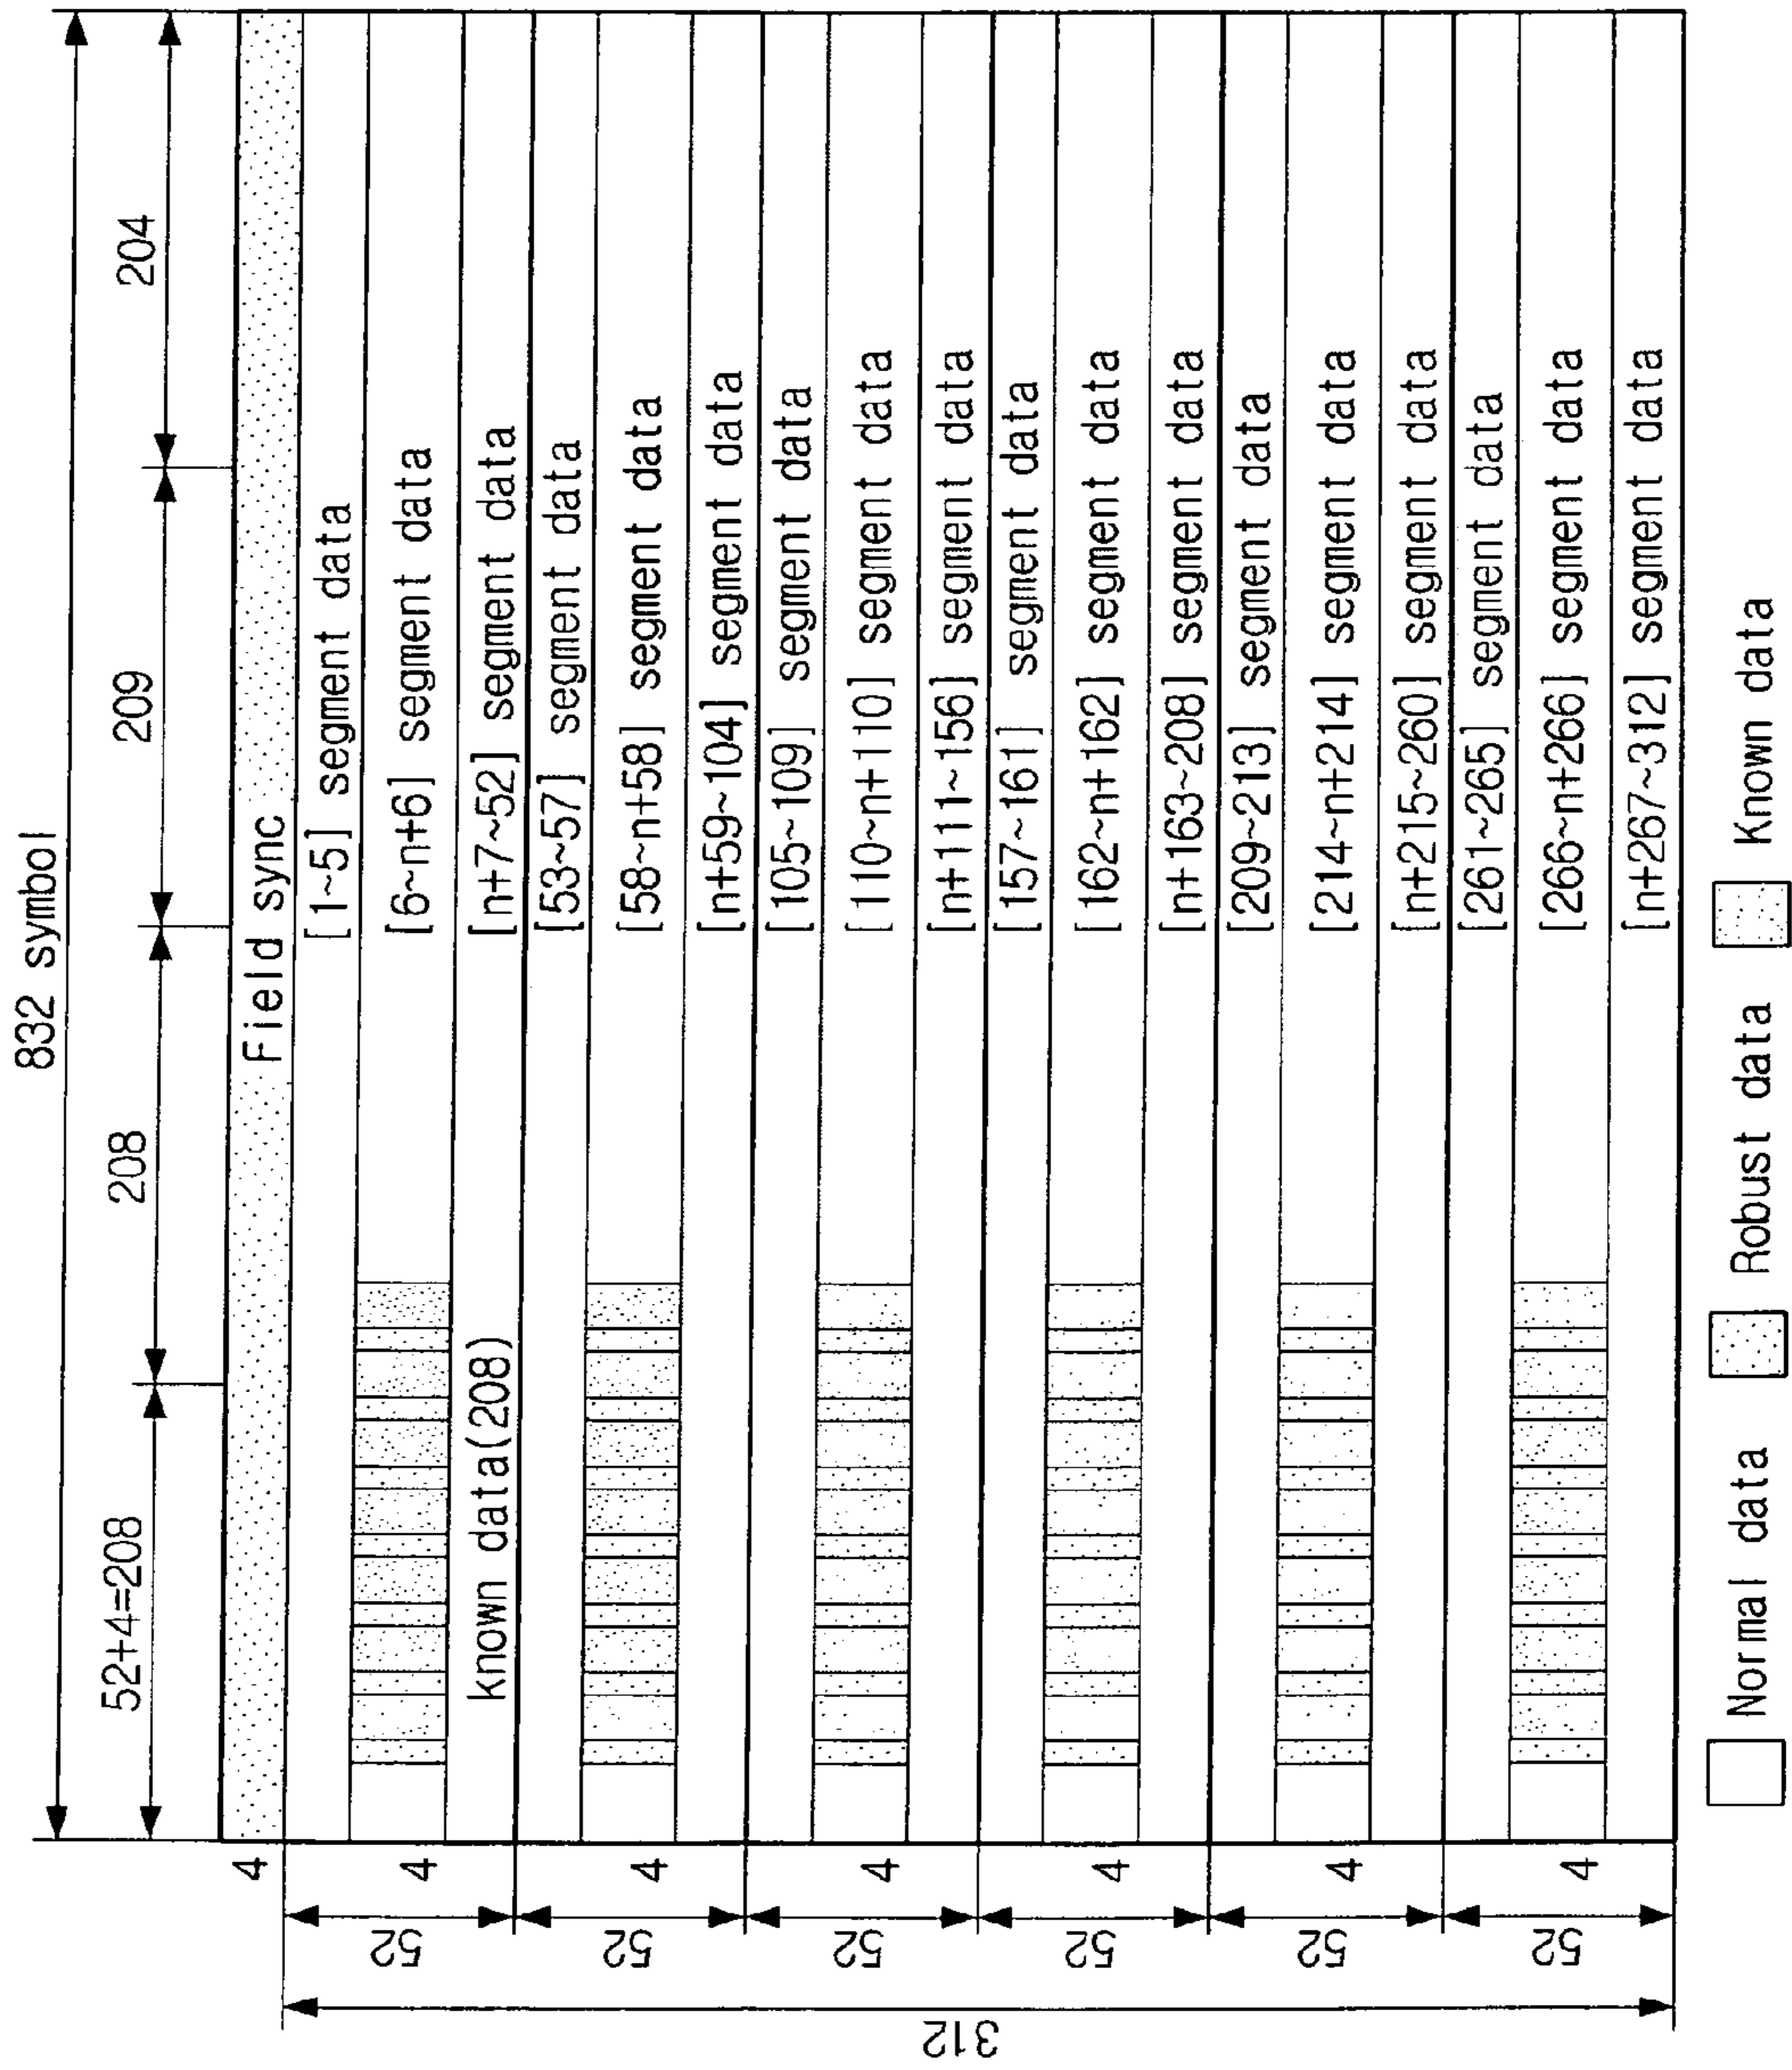 832 symbol
52+4=208 208 209 204
4 Field sync
[1~5] segment data
4 [6~n+6] segment data
52
known data(208) [n+7~52] segment data
[53~57] segment data
4 [58~n+58] segment data
52
[n+59~104] segment data
[105~109] segment data
4 [110~n+110] segment data
52
[n+111~156] segment data
[157~161] segment data
4 [162~n+162] segment data
52
[n+163~208] segment data
[209~213] segment data
4 [214~n+214] segment data
52
[n+215~260] segment data
[261~265] segment data
4 [266~n+266] segment data
52
[n+267~312] segment data
312
Normal data Robust data Known data